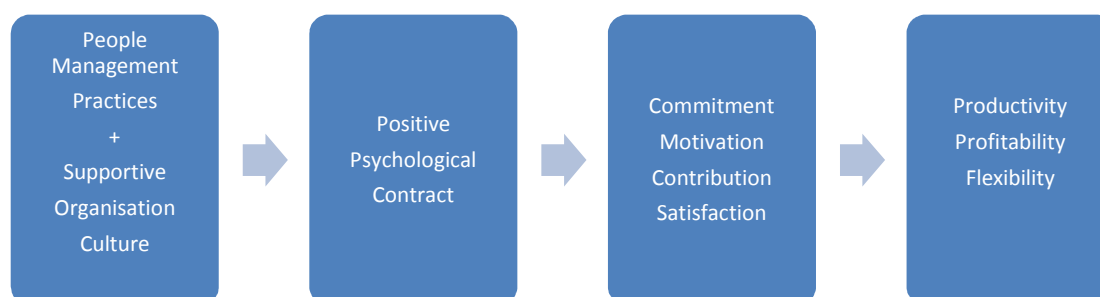 People
Management
Practices
+
Supportive
Organisation
Culture
Positive
Psychological
Contract
Commitment
Motivation
Contribution
Satisfaction
Productivity
Profitability
Flexibility